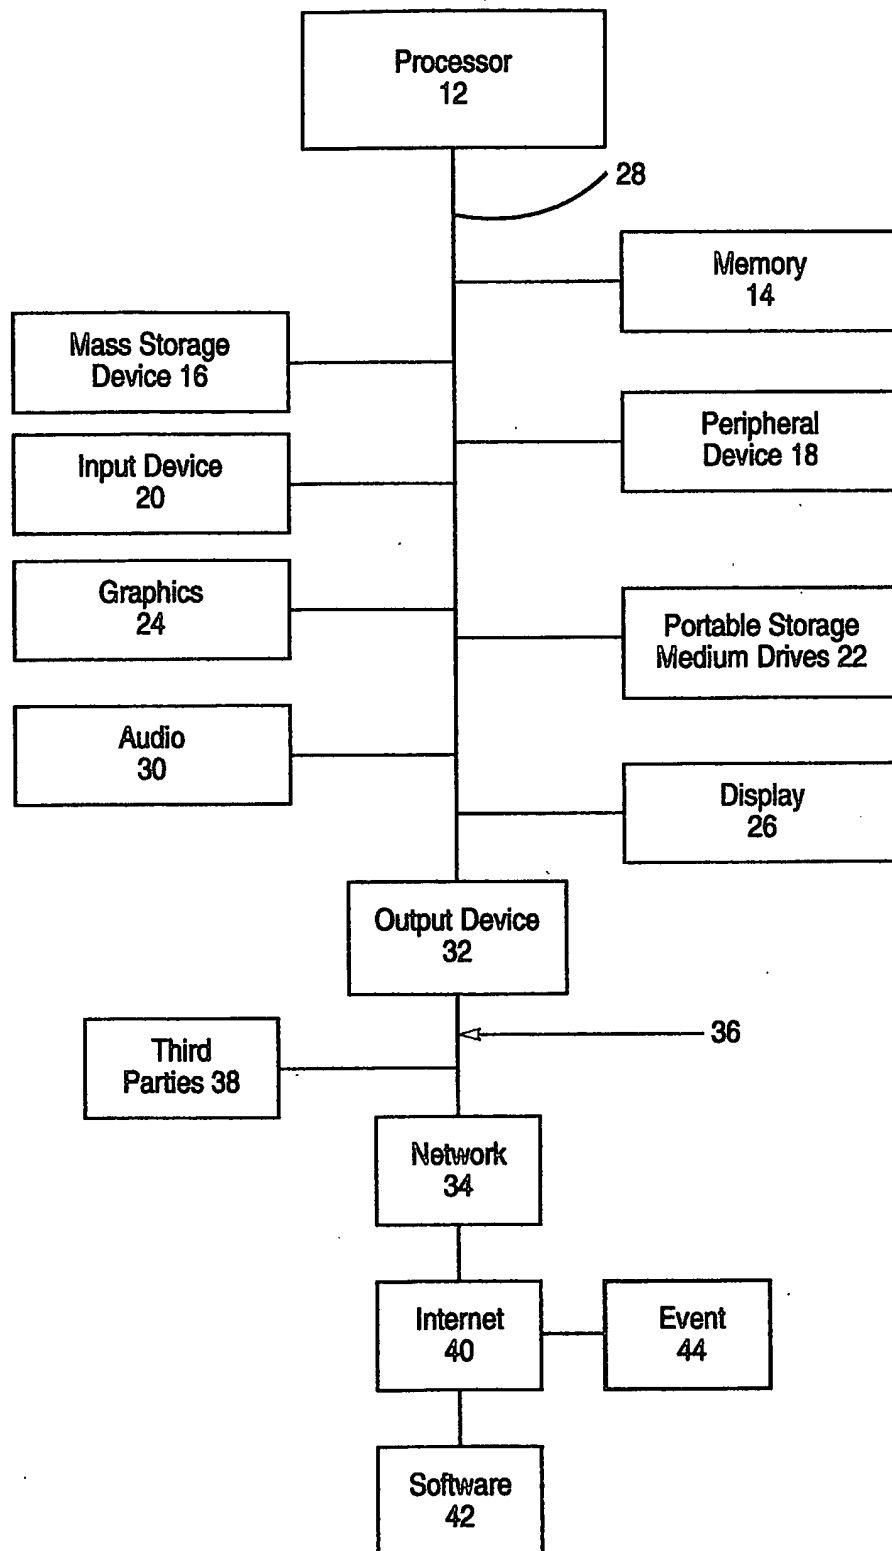 Processor
12
28
Memory
14
Mass Storage
Device 16
Peripheral
Device 18
Input Device
20
Graphics
24
Portable Storage
Medium Drives 22
Audio
30
Display
26
Output Device
32
36
Third
Parties 38
Network
34
Internet
40
Event
44
Software
42